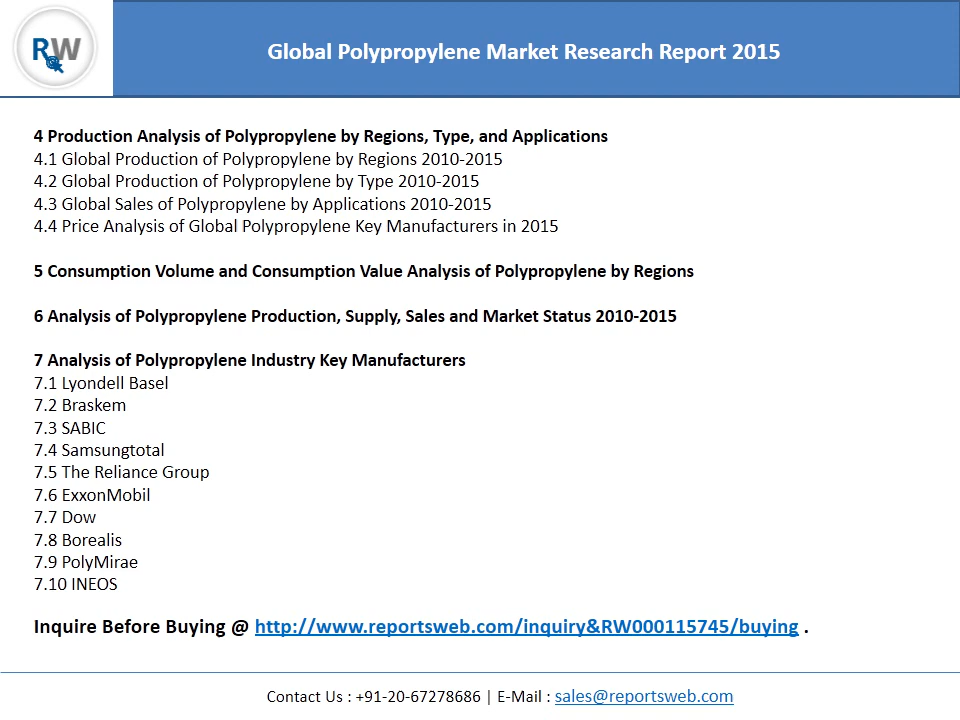 RW
Global Polypropylene Market Research Report 2015
4 Production Analysis of Polypropylene by Regions, Type, and Applications
4.1 Global Production of Polypropylene by Regions 2010-2015
4.2 Global Production of Polypropylene by Type 2010-2015
4.3 Global Sales of Polypropylene by Applications 2010-2015
4.4 Price Analysis of Global Polypropylene Key Manufacturers in 2015
5 Consumption Volume and Consumption Value Analysis of Polypropylene by Regions
6 Analysis of Polypropylene Production, Supply, Sales and Market Status 2010-2015
7 Analysis of Polypropylene Industry Key Manufacturers
7.1 Lyondell Basel
7.2 Braskem
7.3 SABIC
7.4 Samsungtotal
7.5 The Reliance Group
7.6 ExxonMobil
7.7 Dow
7.8 Borealis
7.9 PolyMirae
7.10 INEOS
Inquire Before Buying @ http://www.reportsweb.com/inquiry&RW000115745/buying .
Contact Us : +91-20-67278686 | E-Mail : sales@reportsweb.com